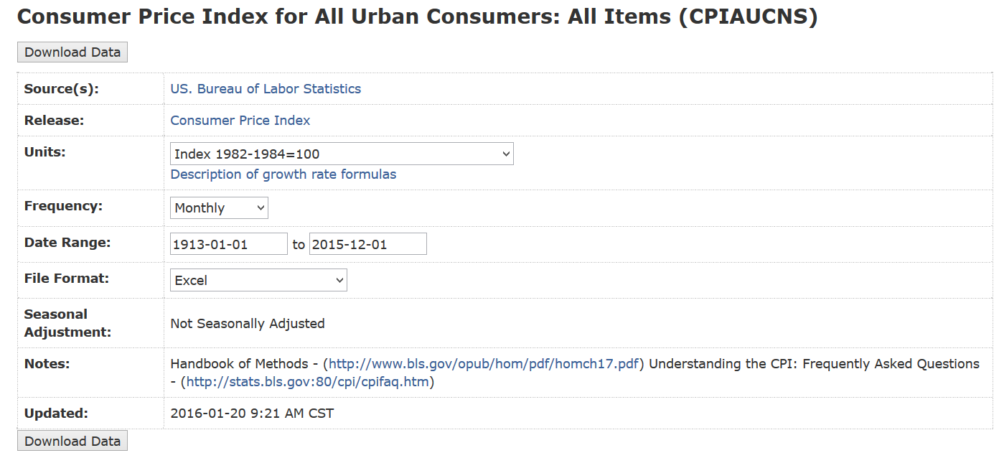 Consumer Price Index for All Urban Consumers: All Items (CPIAUCNS)
Download Data
Source(s): US. Bureau of Labor Statistics
Release: Consumer Price Index
Units: Index 1982-1984=100
Description of growth rate formulas
Frequency: Monthly
Date Range: 1913-01-01 to 2015-12-01
File Format: Excel
Seasonal
Adjustment: Not Seasonally Adjusted
Notes: Handbook of Methods - (http://www.bls.gov/opub/hom/pdf/homch17.pdf) Understanding the CPI: Frequently Asked Questions
- (http://stats.bls.gov:80/cpi/cpifaq.htm)
Updated: 2016-01-20 9:21 AM CST
Download Data